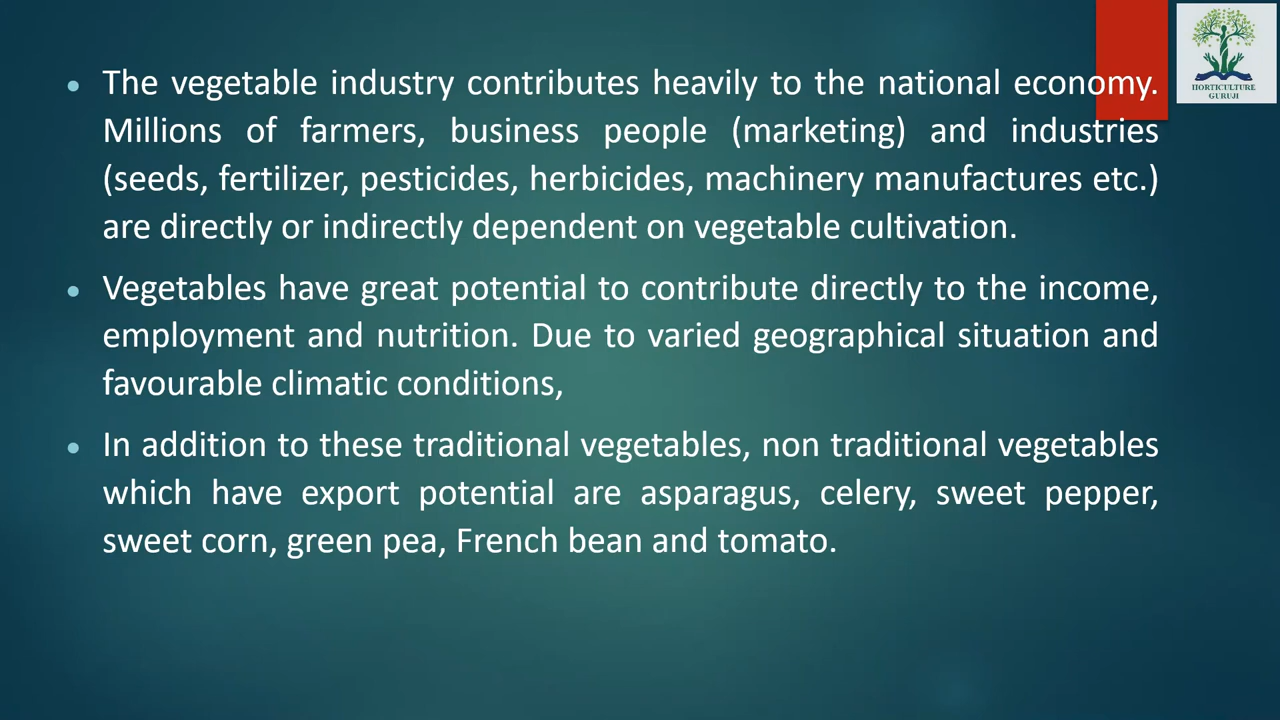 HORTICULTURE
GURUJI
• The vegetable industry contributes heavily to the national economy.
Millions of farmers, business people (marketing) and industries
(seeds, fertilizer, pesticides, herbicides, machinery manufactures etc.)
are directly or indirectly dependent on vegetable cultivation.
• Vegetables have great potential to contribute directly to the income,
employment and nutrition. Due to varied geographical situation and
favourable climatic conditions,
• In addition to these traditional vegetables, non traditional vegetables
which have export potential are asparagus, celery, sweet pepper,
sweet corn, green pea, French bean and tomato.